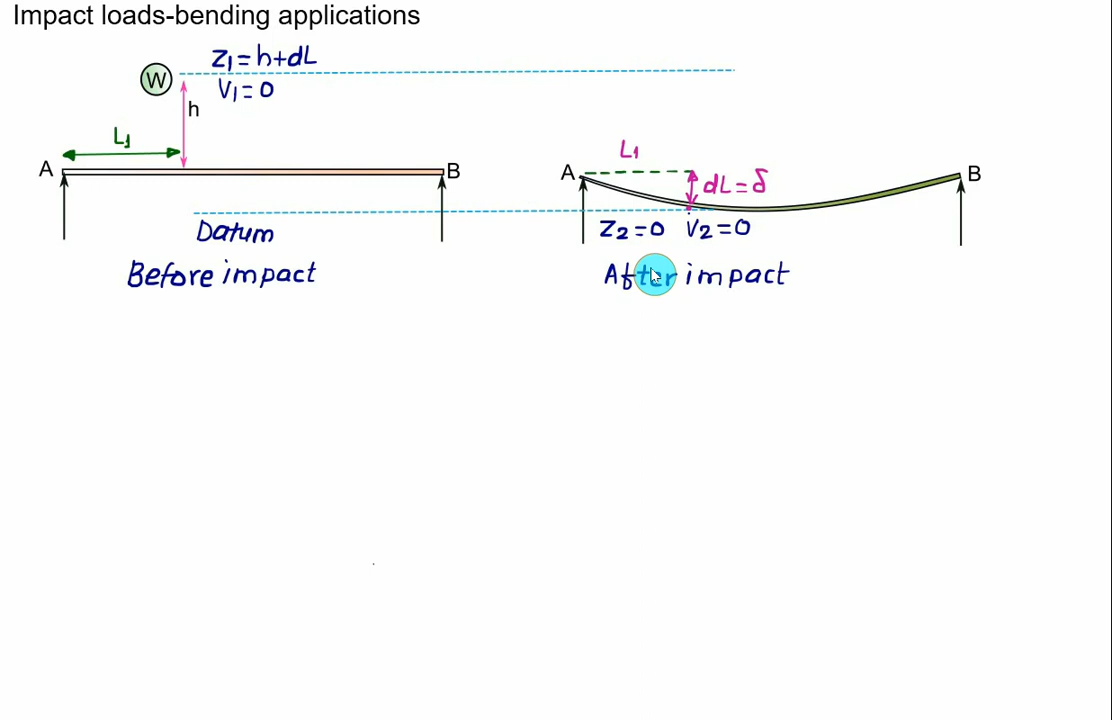 Impact loads-bending applications
W
Z1=h+dL
V1=0
h
L1
A
B
Datum
Before impact
L1
A
B
dL=δ
Z2=0 V2=0
After impact